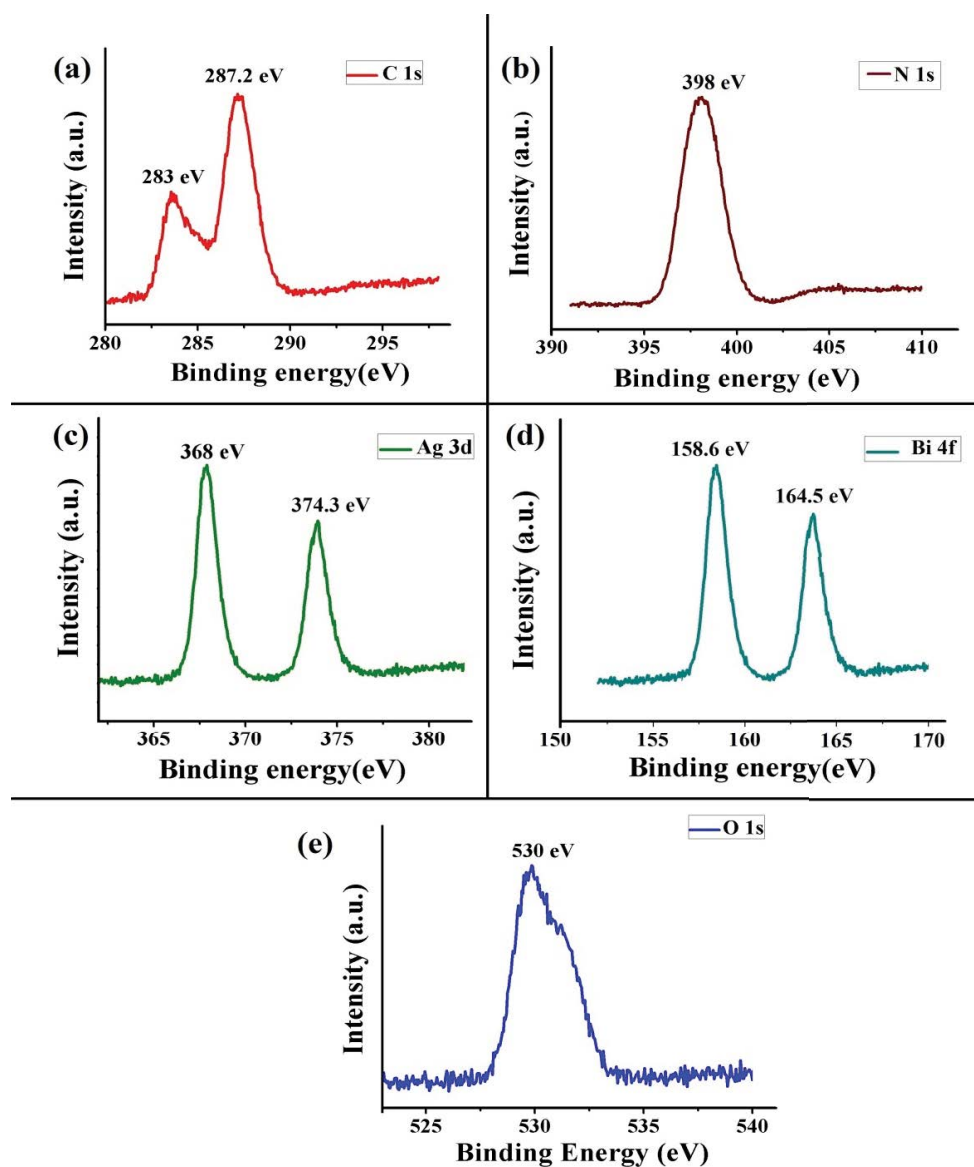 (a)
C 1s
287.2 eV
283 eV
Intensity (a.u.)
280 285 290 295
Binding energy(eV)
(b)
N 1s
398 eV
Intensity (a.u.)
390 395 400 405 410
Binding energy (eV)
(c)
Ag 3d
368 eV
374.3 eV
Intensity (a.u.)
365 370 375 380
Binding energy(eV)
(d)
Bi 4f
158.6 eV
164.5 eV
Intensity (a.u.)
150 155 160 165 170
Binding energy(eV)
(e)
O 1s
530 eV
Intensity (a.u.)
525 530 535 540
Binding Energy (eV)